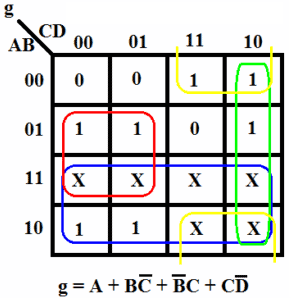 g
CD
AB
00 01 11 10
00 0 0 1 1
01 1 1 0 1
11 X X X X
10 1 1 X X
g = A + BC̅ + B̅C + CD̅